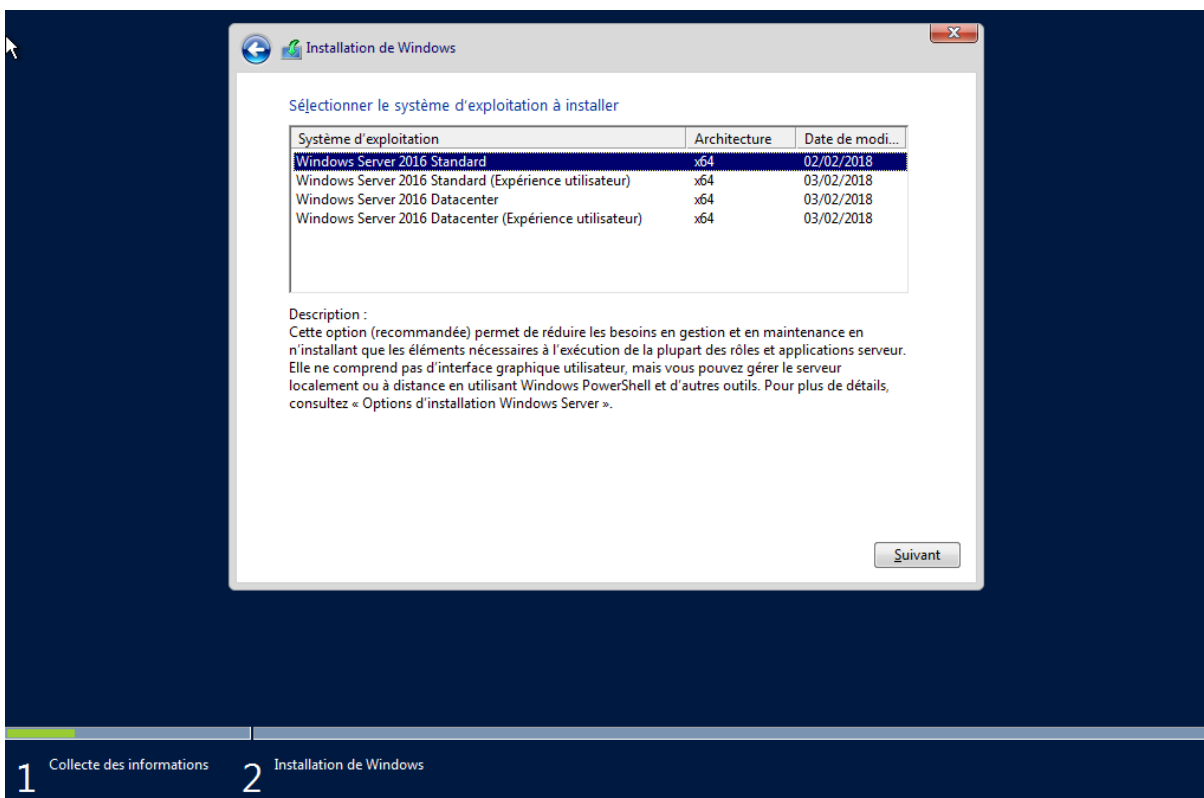 Installation de Windows
Sélectionner le système d'exploitation à installer
Système d'exploitation Architecture Date de modi...
Windows Server 2016 Standard x64 02/02/2018
Windows Server 2016 Standard (Expérience utilisateur) x64 03/02/2018
Windows Server 2016 Datacenter x64 03/02/2018
Windows Server 2016 Datacenter (Expérience utilisateur) x64 03/02/2018
Description :
Cette option (recommandée) permet de réduire les besoins en gestion et en maintenance en
n'installant que les éléments nécessaires à l'exécution de la plupart des rôles et applications serveur.
Elle ne comprend pas d'interface graphique utilisateur, mais vous pouvez gérer le serveur
localement ou à distance en utilisant Windows PowerShell et d'autres outils. Pour plus de détails,
consultez « Options d'installation Windows Server ».
Suivant
1 Collecte des informations 2 Installation de Windows